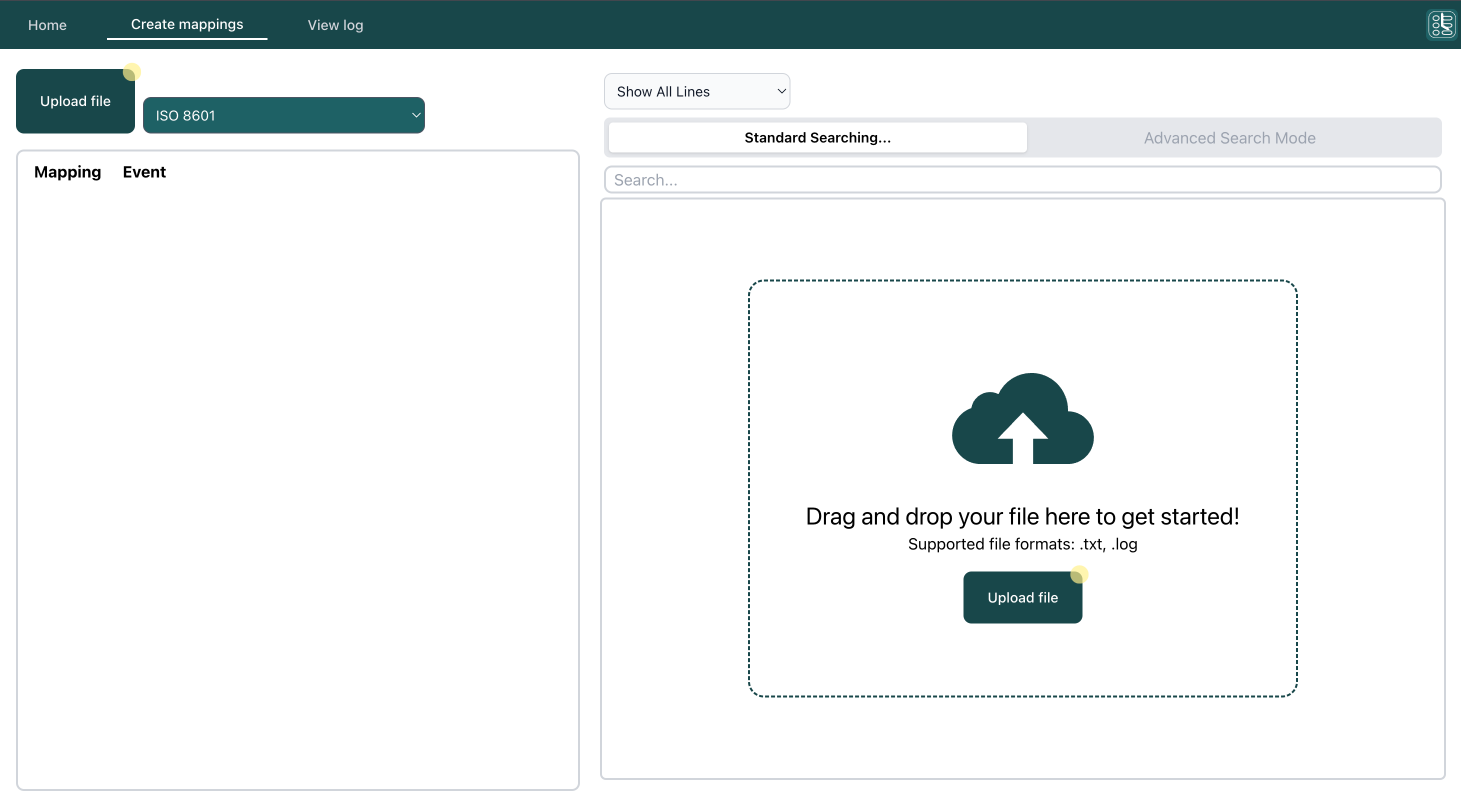 Home
Create mappings
View log
Upload file
ISO 8601
Mapping
Event
Show All Lines
Standard Searching...
Advanced Search Mode
Search...
Drag and drop your file here to get started!
Supported file formats: .txt, .log
Upload file